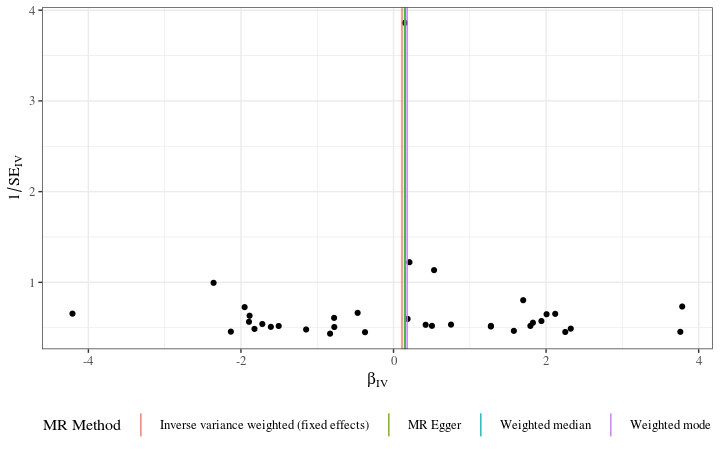 4
3
2
1
1/SE_IV
-4
-2
0
2
4
β_IV
MR Method
Inverse variance weighted (fixed effects)
MR Egger
Weighted median
Weighted mode